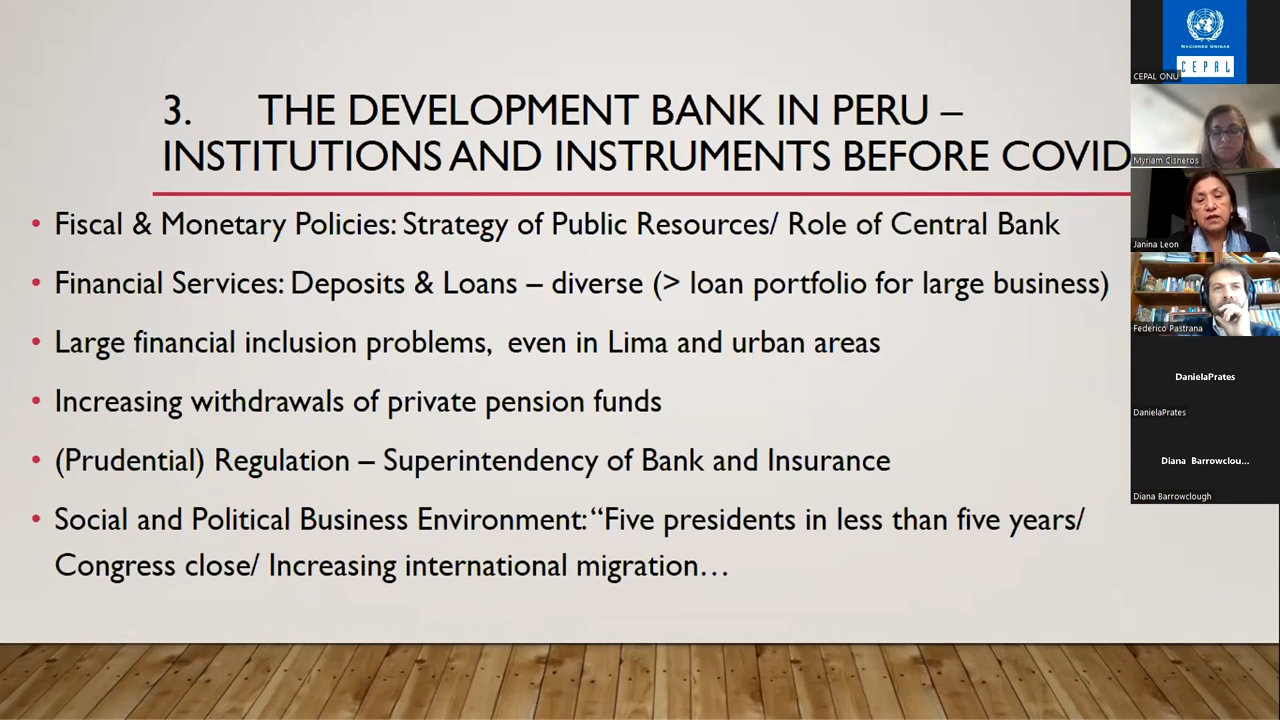 3. THE DEVELOPMENT BANK IN PERU –
INSTITUTIONS AND INSTRUMENTS BEFORE COVID
• Fiscal & Monetary Policies: Strategy of Public Resources/ Role of Central Bank
• Financial Services: Deposits & Loans – diverse (> loan portfolio for large business)
• Large financial inclusion problems, even in Lima and urban areas
• Increasing withdrawals of private pension funds
• (Prudential) Regulation – Superintendency of Bank and Insurance
• Social and Political Business Environment: “Five presidents in less than five years/
Congress close/ Increasing international migration…
NACIONES UNIDAS
CEPAL
CEPAL ONU
Myriam Cisneros
Janina Leon
Federico Pastrana
DanielaPrates
DanielaPrates
Diana Barrowclou...
Diana Barrowclough